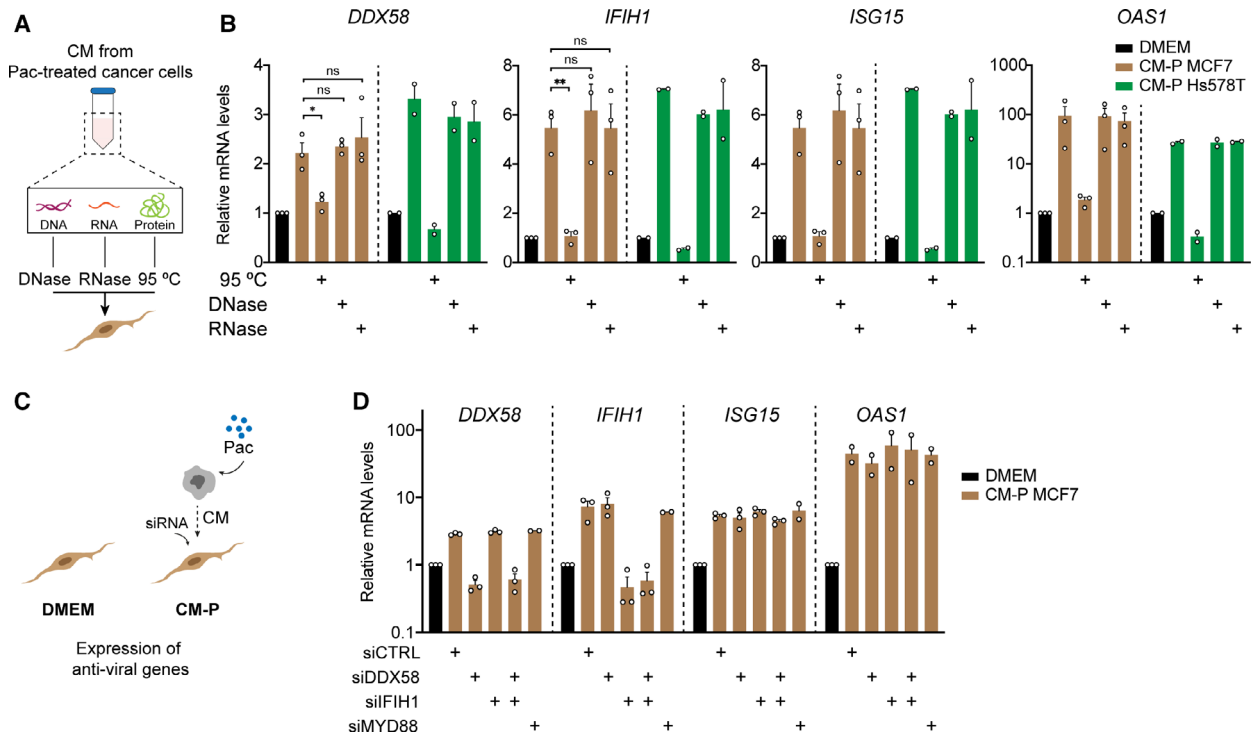 A
CM from
Pac-treated cancer cells
DNA RNA Protein
DNase RNase 95 ºC
B
DDX58 IFIH1 ISG15 OAS1
DMEM
CM-P MCF7
CM-P Hs578T
Relative mRNA levels
4
3
2
1
0
ns
ns
*
8
6
4
2
0
ns
ns
**
8
6
4
2
0
1000
100
10
1
0.1
95 ºC + + + + + + + +
DNase + + + + + + + +
RNase + + + + + + + +
C
Pac
siRNA
CM
DMEM CM-P
Expression of
anti-viral genes
D
DDX58 IFIH1 ISG15 OAS1
Relative mRNA levels
100
10
1
0.1
DMEM
CM-P MCF7
siCTRL + + + +
siDDX58 + + + + + + + +
siIFIH1 + + + + + + + +
siMYD88 + + + +